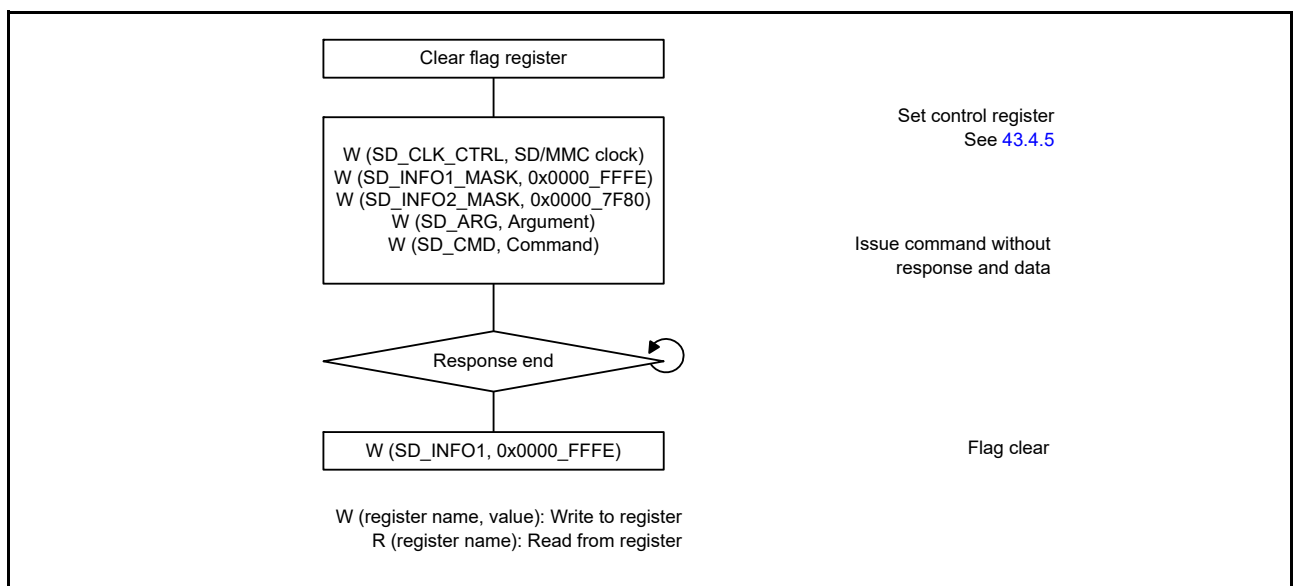 Clear flag register
Set control register
See 43.4.5
W (SD_CLK_CTRL, SD/MMC clock)
W (SD_INFO1_MASK, 0x0000_FFFE)
W (SD_INFO2_MASK, 0x0000_7F80)
W (SD_ARG, Argument)
W (SD_CMD, Command)
Issue command without
response and data
Response end
W (SD_INFO1, 0x0000_FFFE)
Flag clear
W (register name, value): Write to register
R (register name): Read from register